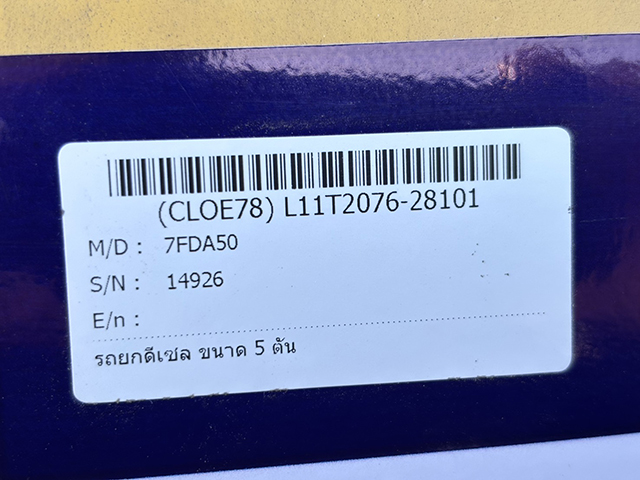 (CLOE78) L11T2076-28101
M/D : 7FDA50
S/N : 14926
E/n :
รถยกดีเซล ขนาด 5 ตัน